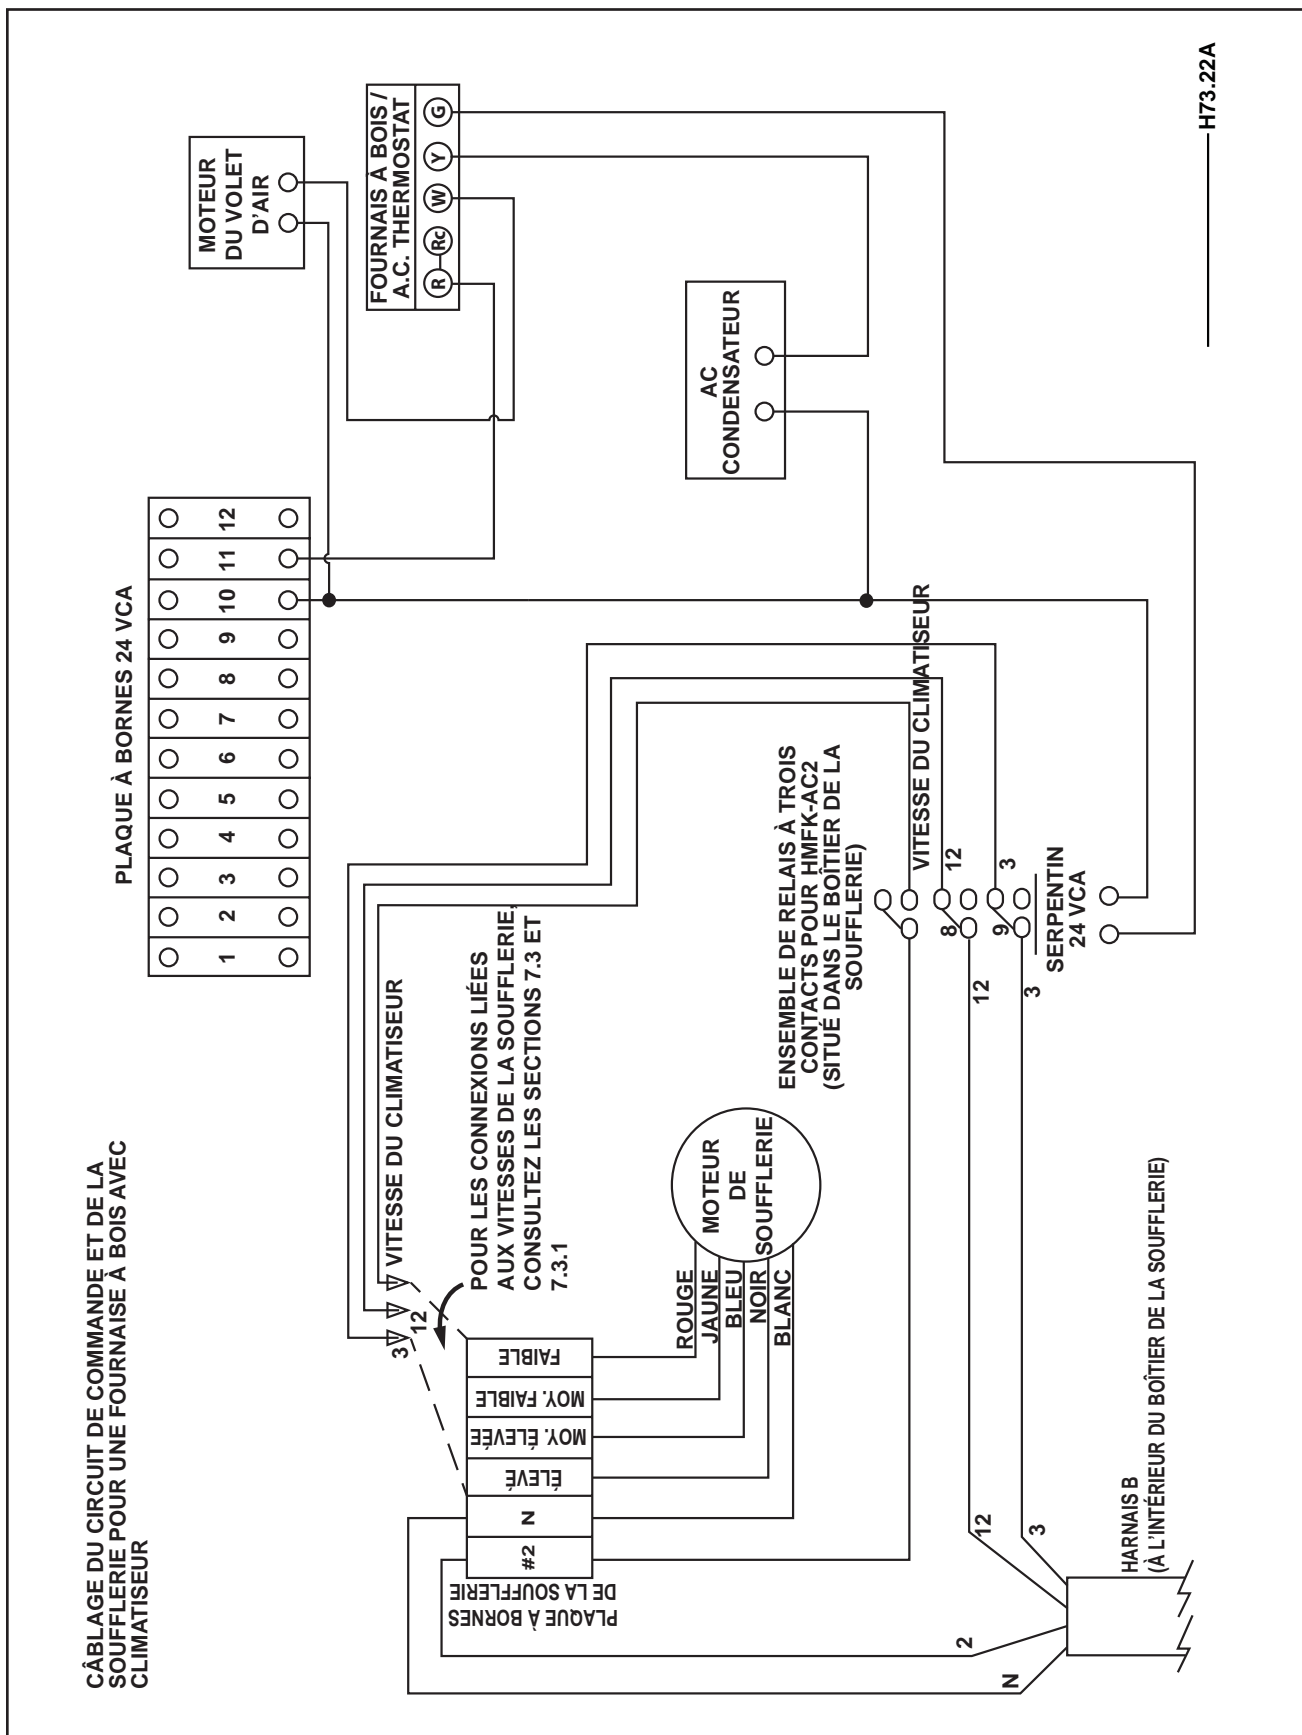 CÂBLAGE DU CIRCUIT DE COMMANDE ET DE LA
SOUFFLERIE POUR UNE FOURNAISE À BOIS AVEC
CLIMATISEUR
PLAQUE À BORNES 24 VCA
1 2 3 4 5 6 7 8 9 10 11 12
MOTEUR
DU VOLET
D'AIR
FOURNAIS À BOIS /
A.C. THERMOSTAT
R Rc W Y G
VITESSE DU CLIMATISEUR
3
12
POUR LES CONNEXIONS LIÉES
AUX VITESSES DE LA SOUFFLERIE,
CONSULTEZ LES SECTIONS 7.3 ET
7.3.1
PLAQUE À BORNES
DE LA SOUFFLERIE
#2
N
ÉLEVÉ
MOY. ÉLEVÉE
MOY. FAIBLE
FAIBLE
ROUGE
JAUNE
BLEU
NOIR
BLANC
MOTEUR
DE
SOUFFLERIE
AC
CONDENSATEUR
ENSEMBLE DE RELAIS À TROIS
CONTACTS POUR HMFK-AC2
(SITUÉ DANS LE BOÎTIER DE LA
SOUFFLERIE)
VITESSE DU CLIMATISEUR
8
12
9
3
12
3
SERPENTIN
24 VCA
N
2
12
3
HARNAIS B
(À L'INTÉRIEUR DU BOÎTIER DE LA SOUFFLERIE)
H73.22A